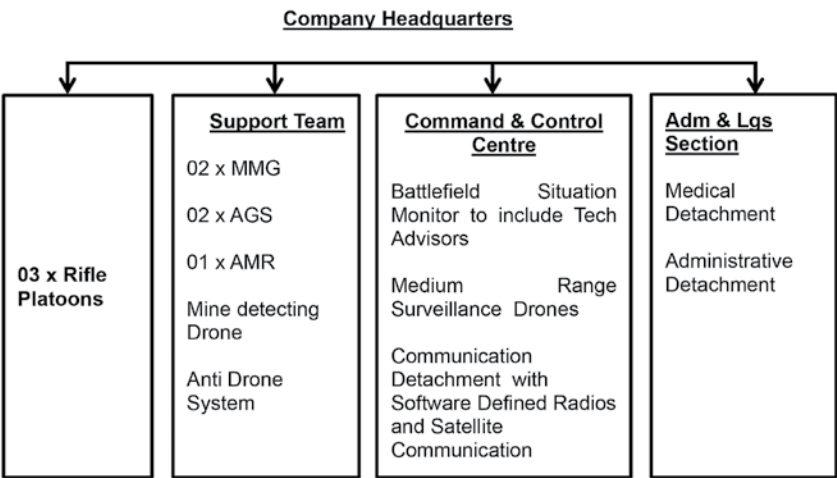 Company Headquarters
03 x Rifle
Platoons
Support Team
02 x MMG
02 x AGS
01 x AMR
Mine detecting
Drone
Anti Drone
System
Command & Control
Centre
Battlefield Situation
Monitor to include Tech
Advisors
Medium Range
Surveillance Drones
Communication
Detachment with
Software Defined Radios
and Satellite
Communication
Adm & Lgs
Section
Medical
Detachment
Administrative
Detachment